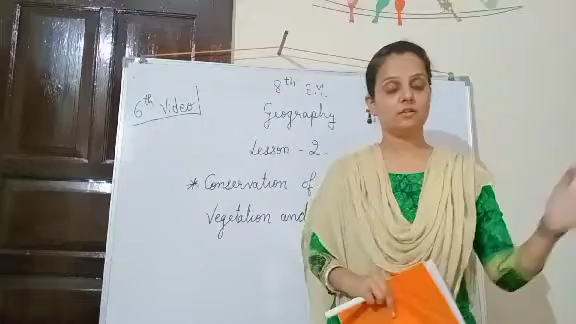 8th E.M.
6th Video!
Geography
Lesson - 2
* Conservation of
Vegetation and